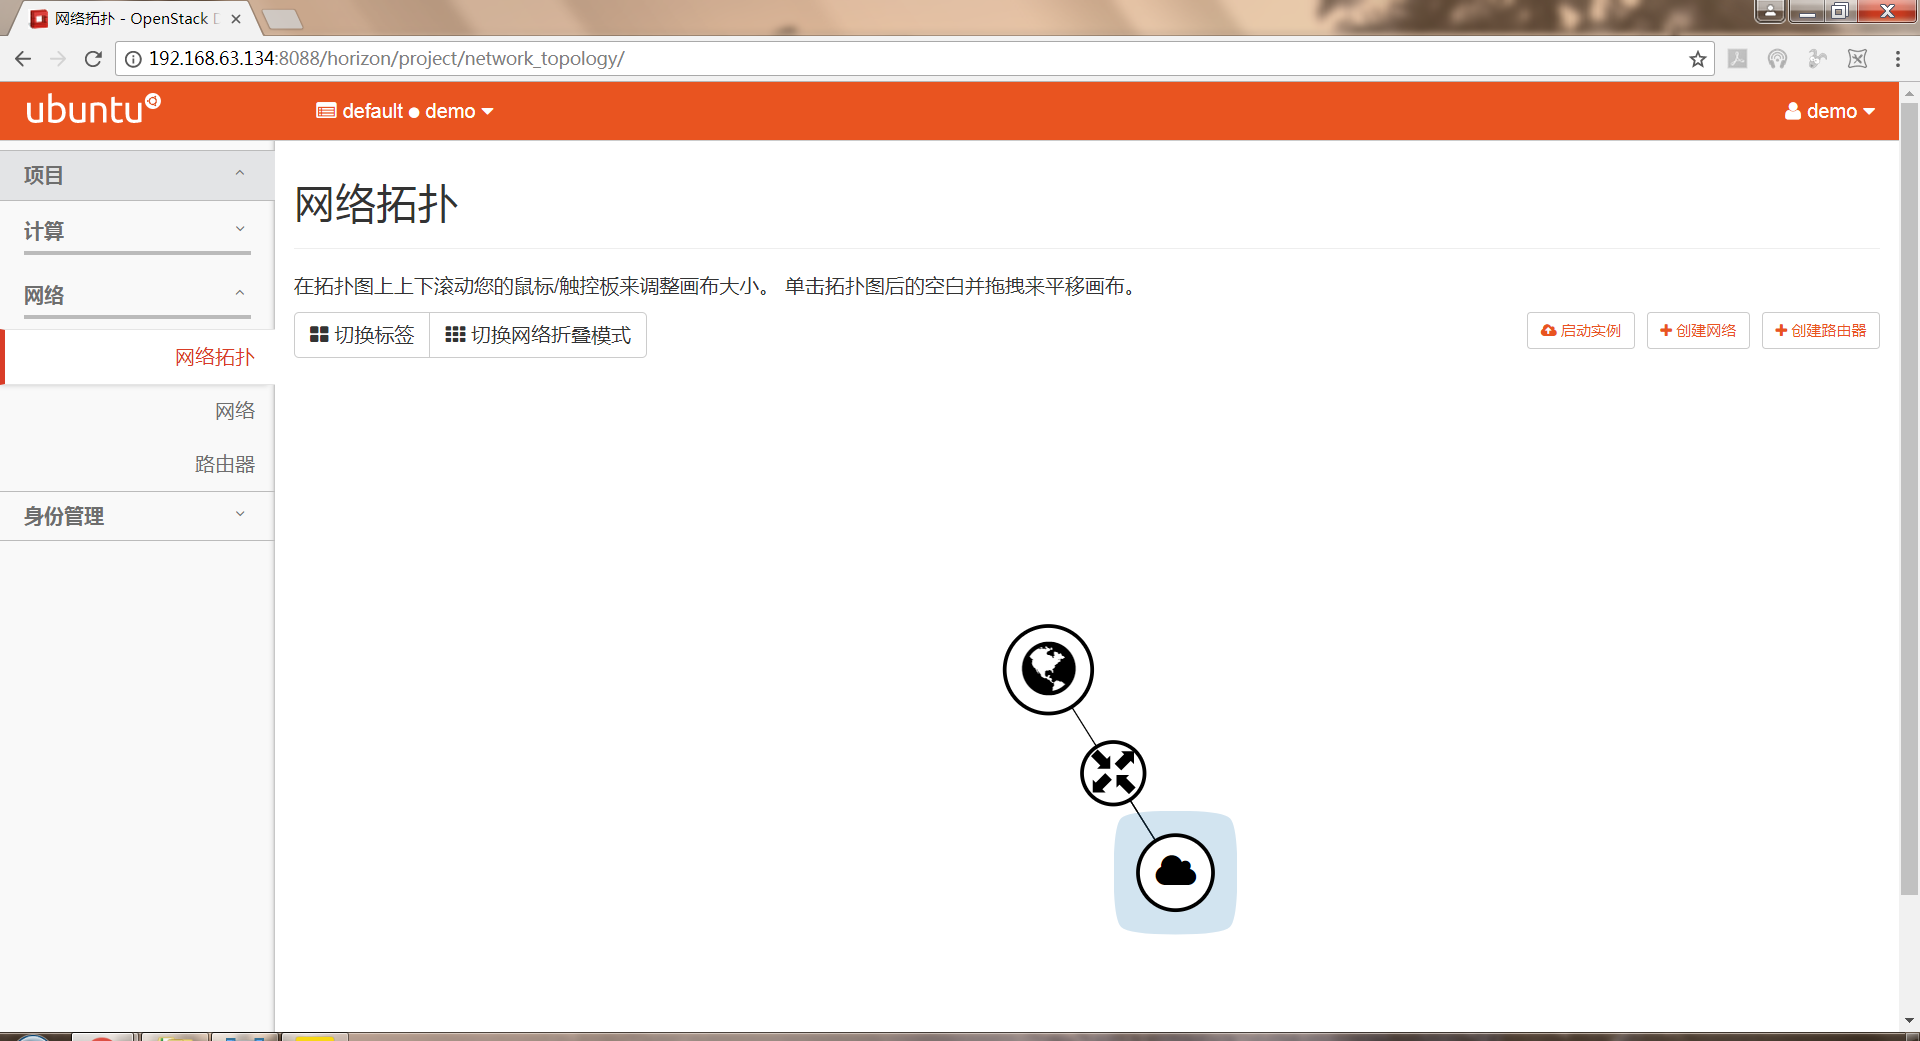 网络拓扑 - OpenStack D
192.168.63.134:8088/horizon/project/network_topology/
ubuntu
default ● demo
demo
项目
计算
网络
网络拓扑
网络
路由器
身份管理
网络拓扑
在拓扑图上上下滚动您的鼠标/触控板来调整画布大小。 单击拓扑图后的空白并拖拽来平移画布。
切换标签
切换网络折叠模式
启动实例
创建网络
创建路由器